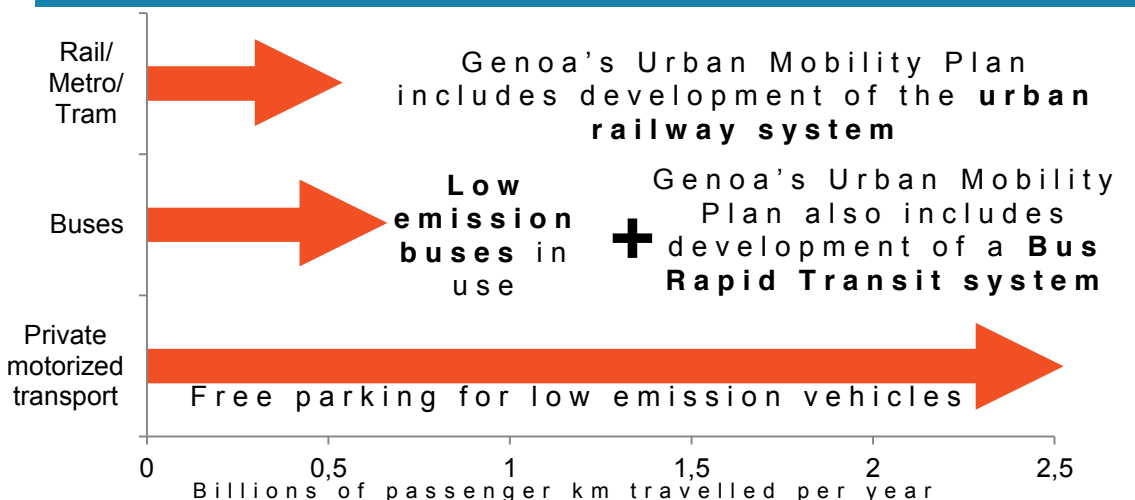 Rail/
Metro/
Tram
Genoa's Urban Mobility Plan
includes development of the urban
railway system
Buses
Low
emission
buses in
use
+
Genoa's Urban Mobility
Plan also includes
development of a Bus
Rapid Transit system
Private
motorized
transport
Free parking for low emission vehicles
0 0,5 1 1,5 2 2,5
Billions of passenger km travelled per year